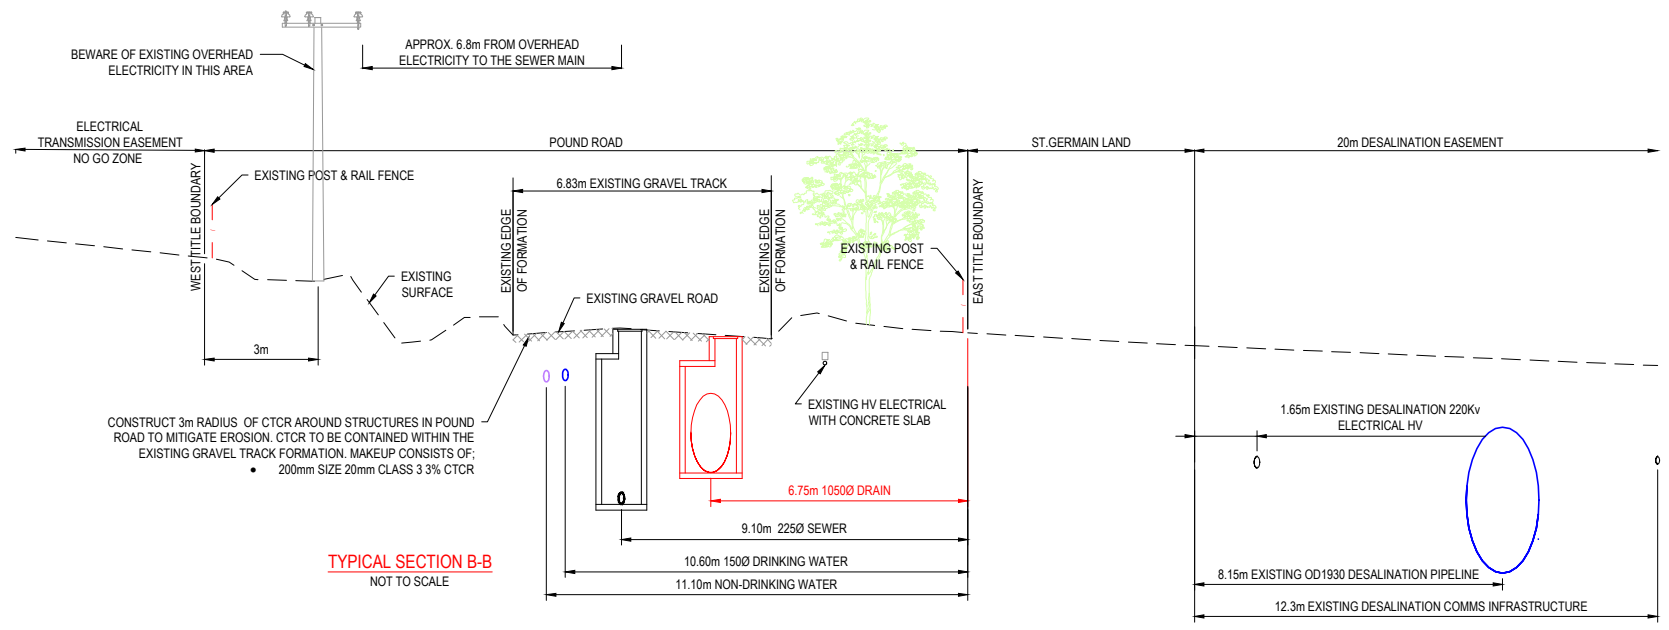 BEWARE OF EXISTING OVERHEAD
ELECTRICITY IN THIS AREA
APPROX. 6.8m FROM OVERHEAD
ELECTRICITY TO THE SEWER MAIN
ELECTRICAL
TRANSMISSION EASEMENT
NO GO ZONE
POUND ROAD
ST.GERMAIN LAND
20m DESALINATION EASEMENT
WEST TITLE BOUNDARY
EXISTING POST & RAIL FENCE
6.83m EXISTING GRAVEL TRACK
EXISTING EDGE
OF FORMATION
EXISTING EDGE
OF FORMATION
EXISTING POST
& RAIL FENCE
EAST TITLE BOUNDARY
EXISTING
SURFACE
EXISTING GRAVEL ROAD
3m
EXISTING HV ELECTRICAL
WITH CONCRETE SLAB
1.65m EXISTING DESALINATION 220Kv
ELECTRICAL HV
CONSTRUCT 3m RADIUS OF CTCR AROUND STRUCTURES IN POUND
ROAD TO MITIGATE EROSION. CTCR TO BE CONTAINED WITHIN THE
EXISTING GRAVEL TRACK FORMATION. MAKEUP CONSISTS OF;
• 200mm SIZE 20mm CLASS 3 3% CTCR
6.75m 1050Ø DRAIN
9.10m 225Ø SEWER
10.60m 150Ø DRINKING WATER
11.10m NON-DRINKING WATER
8.15m EXISTING OD1930 DESALINATION PIPELINE
12.3m EXISTING DESALINATION COMMS INFRASTRUCTURE
TYPICAL SECTION B-B
NOT TO SCALE